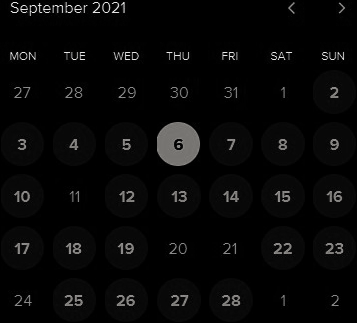 September 2021
MON TUE WED THU FRI SAT SUN
27 28 29 30 31 1 2
3 4 5 6 7 8 9
10 11 12 13 14 15 16
17 18 19 20 21 22 23
24 25 26 27 28 1 2